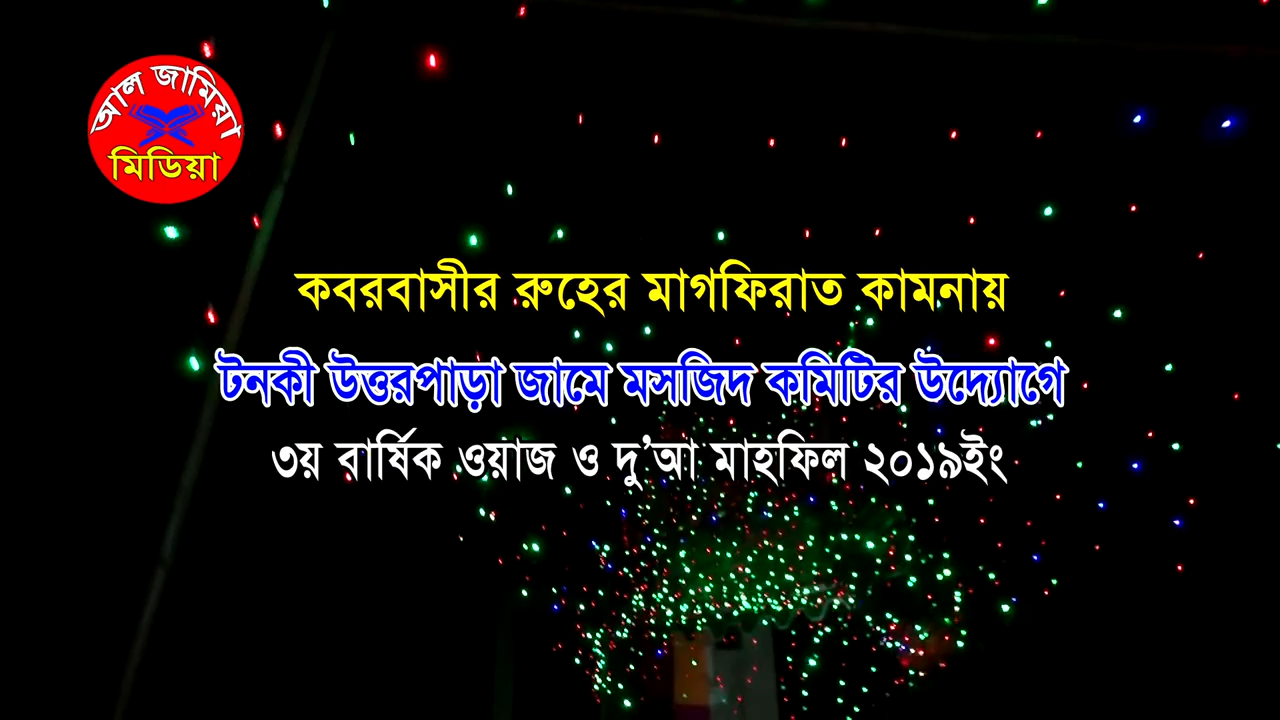 আল জামিয়া
মিডিয়া
কবরবাসীর রুহের মাগফিরাত কামনায়
টনকী উত্তরপাড়া জামে মসজিদ কমিটির উদ্যোগে
৩য় বার্ষিক ওয়াজ ও দু'আ মাহফিল ২০১৯ইং